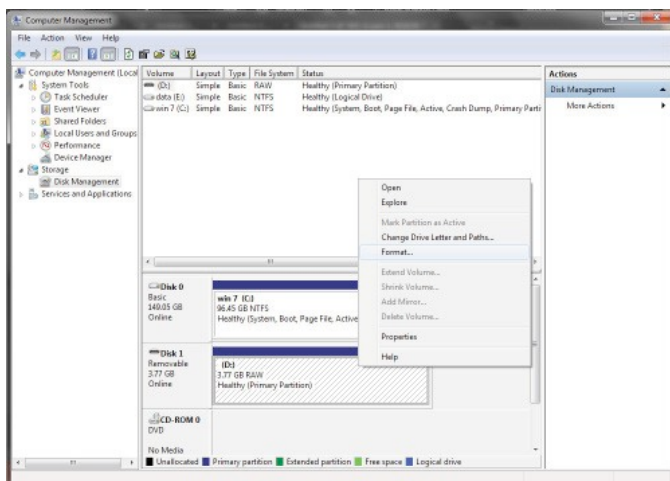 Computer Management
File Action View Help
Computer Management (Local
System Tools
Task Scheduler
Event Viewer
Shared Folders
Local Users and Groups
Performance
Device Manager
Storage
Disk Management
Services and Applications
Volume Layout Type File System Status
(D:) Simple Basic RAW Healthy (Primary Partition)
data (E:) Simple Basic NTFS Healthy (Logical Drive)
win 7 (C:) Simple Basic NTFS Healthy (System, Boot, Page File, Active, Crash Dump, Primary Parti
Actions
Disk Management
More Actions
Open
Explore
Mark Partition as Active
Change Drive Letter and Paths...
Format...
Extend Volume...
Shrink Volume...
Add Mirror...
Delete Volume...
Properties
Help
Disk 0
Basic
149.05 GB
Online
win 7 (C:)
96.45 GB NTFS
Healthy (System, Boot, Page File, Active
Disk 1
Removable
3.77 GB
Online
(D:)
3.77 GB RAW
Healthy (Primary Partition)
CD-ROM 0
DVD
No Media
Unallocated Primary partition Extended partition Free space Logical drive